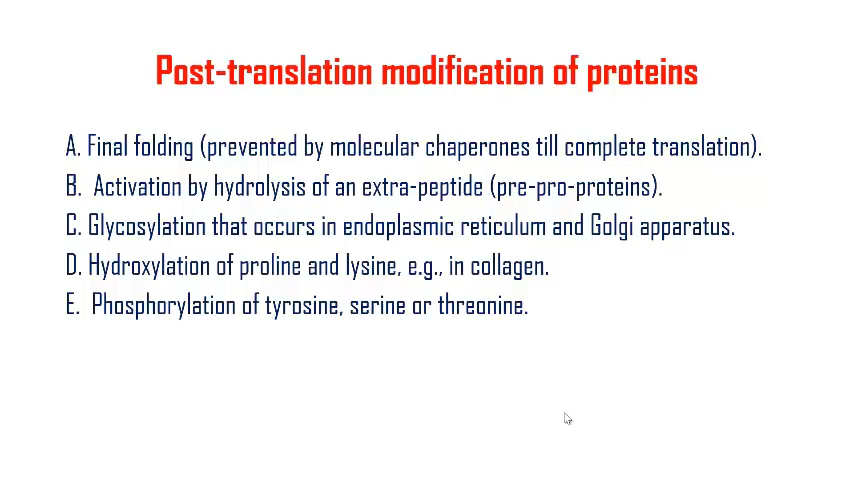 Post-translation modification of proteins
A. Final folding (prevented by molecular chaperones till complete translation).
B. Activation by hydrolysis of an extra-peptide (pre-pro-proteins).
C. Glycosylation that occurs in endoplasmic reticulum and Golgi apparatus.
D. Hydroxylation of proline and lysine, e.g., in collagen.
E. Phosphorylation of tyrosine, serine or threonine.